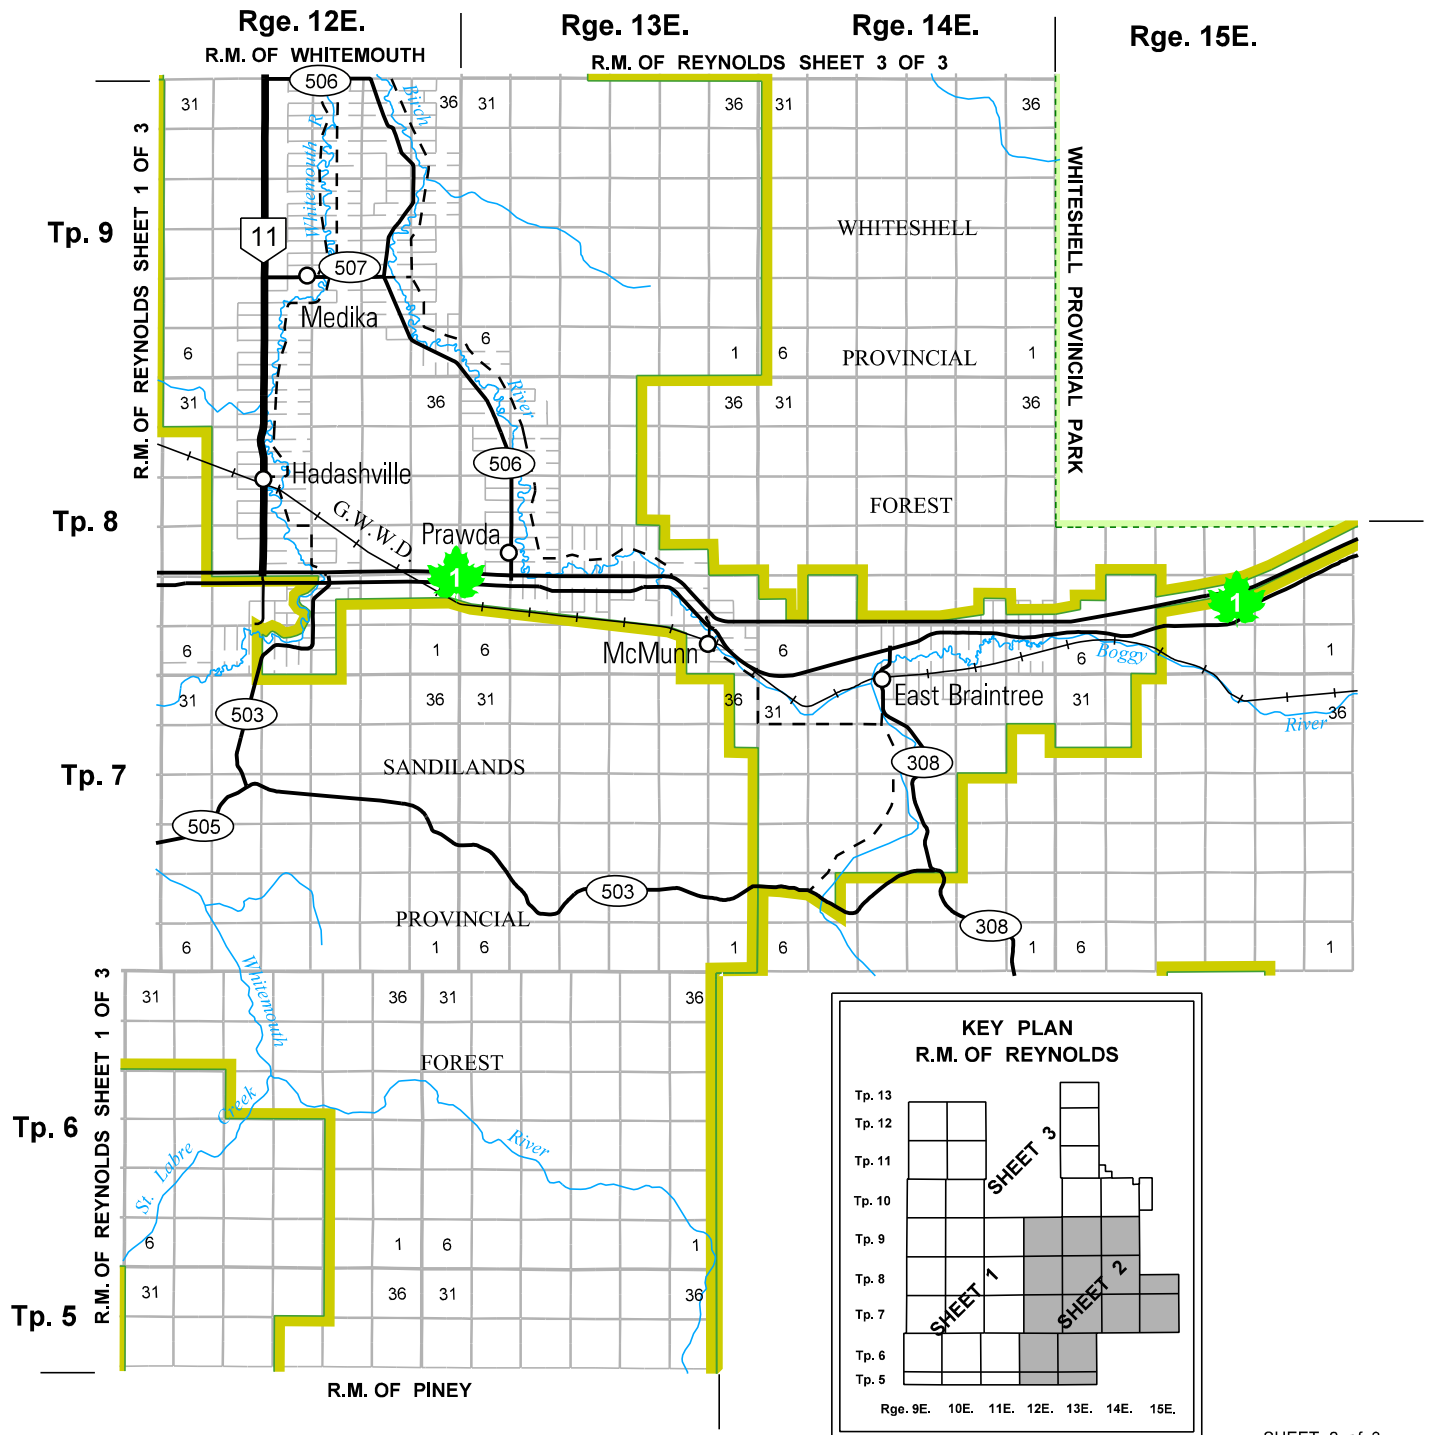 Rge. 12E.
Rge. 13E.
Rge. 14E.
Rge. 15E.
R.M. OF WHITEMOUTH
R.M. OF REYNOLDS SHEET 3 OF 3
506
31
36
31
36
31
36
Birch
Whitemouth R
R.M. OF REYNOLDS SHEET 1 OF 3
WHITESHELL PROVINCIAL PARK
Tp. 9
11
WHITESHELL
507
Medika
6
6
1
6
1
PROVINCIAL
31
36
36
31
36
River
506
Hadashville
G.W.W.D.
FOREST
Tp. 8
Prawda
1
1
McMunn
6
1
6
6
6
1
Boggy
31
36
31
36
31
31
36
East Braintree
River
503
SANDILANDS
308
Tp. 7
505
503
PROVINCIAL
308
6
1
6
1
6
1
6
1
Whitemouth
R.M. OF REYNOLDS SHEET 1 OF 3
31
36
31
36
FOREST
Creek
St. Labre
River
Tp. 6
6
1
6
1
31
36
31
36
Tp. 5
R.M. OF PINEY
KEY PLAN
R.M. OF REYNOLDS
Tp. 13
Tp. 12
Tp. 11
Tp. 10
Tp. 9
Tp. 8
Tp. 7
Tp. 6
Tp. 5
SHEET 3
SHEET 1
SHEET 2
Rge. 9E. 10E. 11E. 12E. 13E. 14E. 15E.